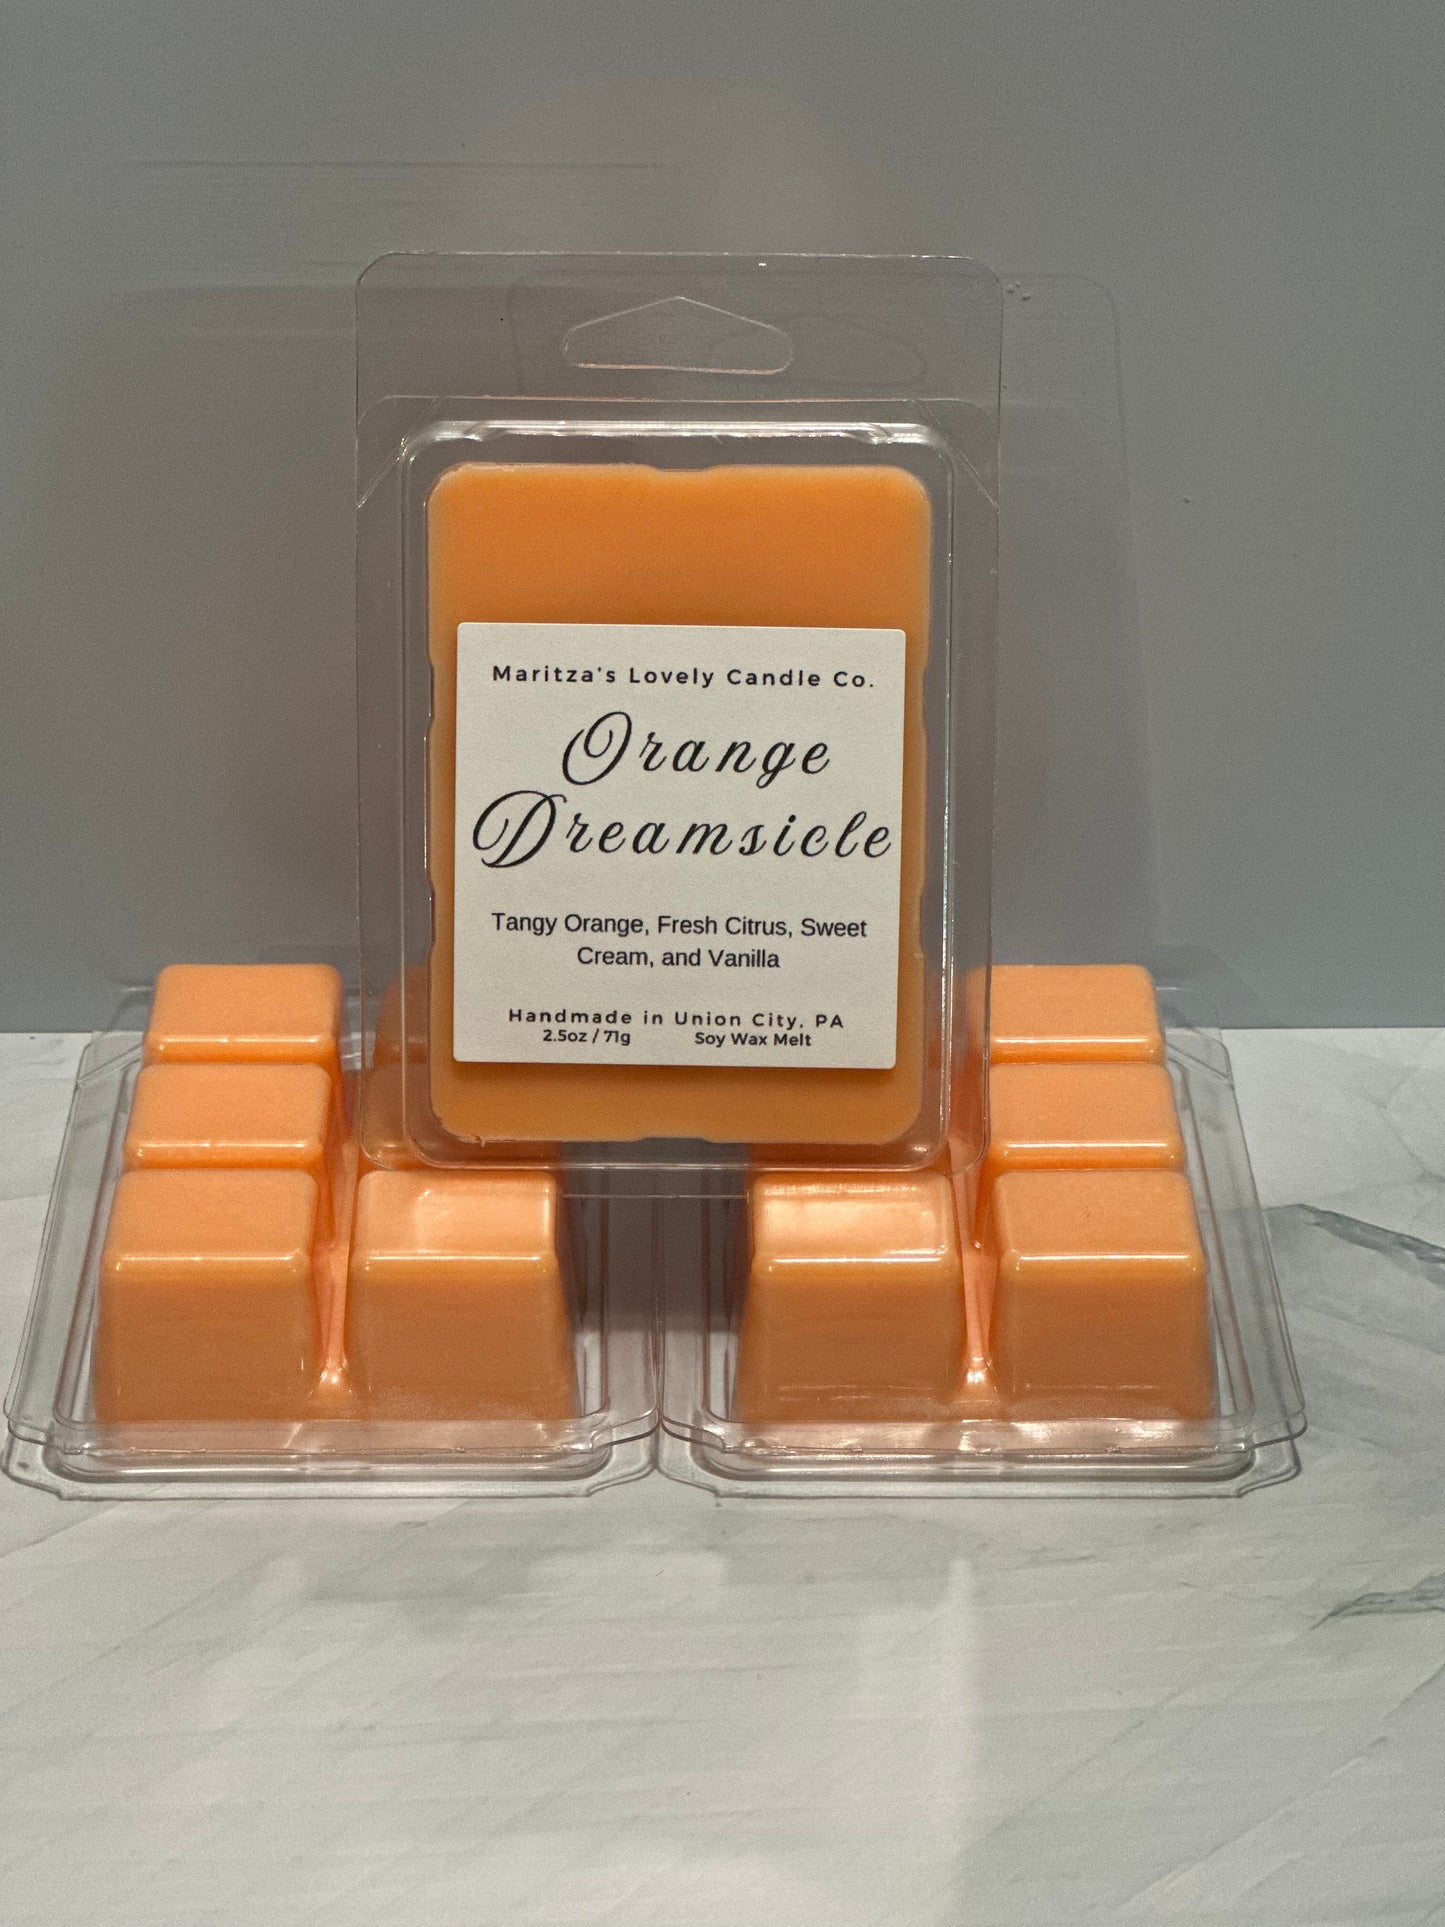 Maritza's Lovely Candle Co.
Orange
Dreamsicle
Tangy Orange, Fresh Citrus, Sweet
Cream, and Vanilla
Handmade in Union City, PA
2.5oz / 71g Soy Wax Melt